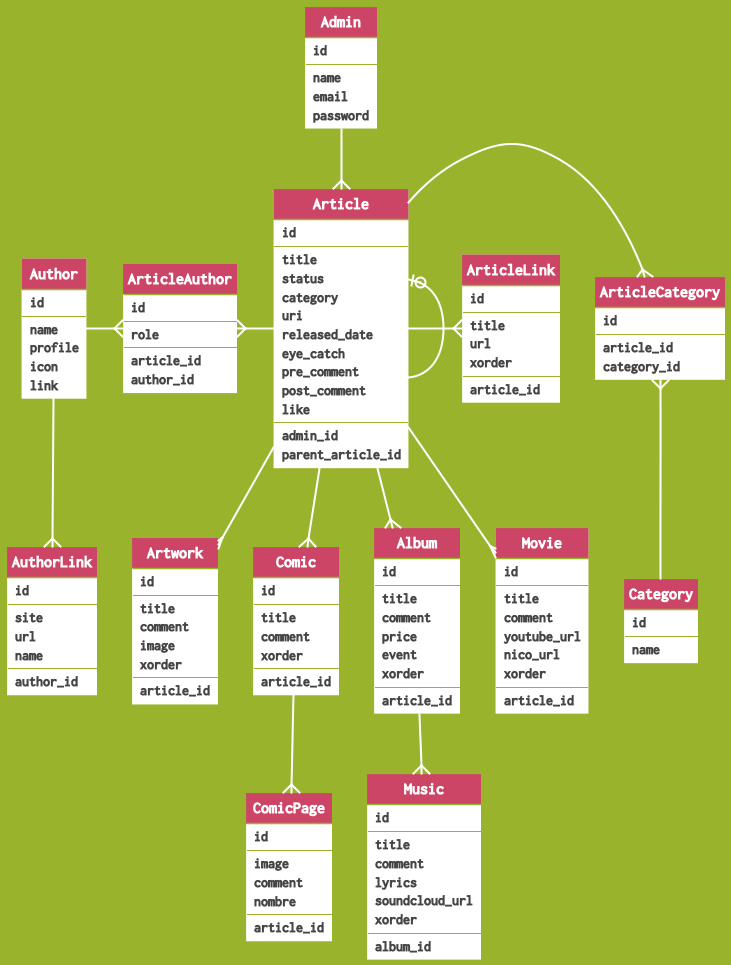 Admin
id
name
email
password
Article
id
title
status
category
uri
released_date
eye_catch
pre_comment
post_comment
like
admin_id
parent_article_id
Author
id
name
profile
icon
link
ArticleAuthor
id
role
article_id
author_id
ArticleLink
id
title
url
xorder
article_id
ArticleCategory
id
article_id
category_id
AuthorLink
id
site
url
name
author_id
Artwork
id
title
comment
image
xorder
article_id
Comic
id
title
comment
xorder
article_id
Album
id
title
comment
price
event
xorder
article_id
Movie
id
title
comment
youtube_url
nico_url
xorder
article_id
Category
id
name
ComicPage
id
image
comment
nombre
article_id
Music
id
title
comment
lyrics
soundcloud_url
xorder
album_id